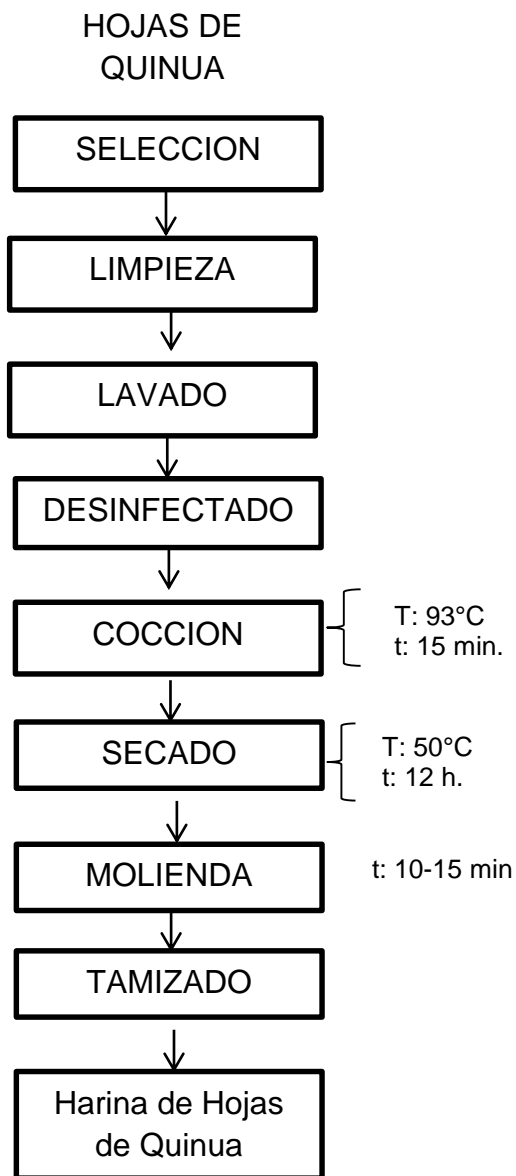 HOJAS DE
QUINUA
SELECCION
LIMPIEZA
LAVADO
DESINFECTADO
COCCION
T: 93°C
t: 15 min.
SECADO
T: 50°C
t: 12 h.
MOLIENDA
t: 10-15 min
TAMIZADO
Harina de Hojas
de Quinua